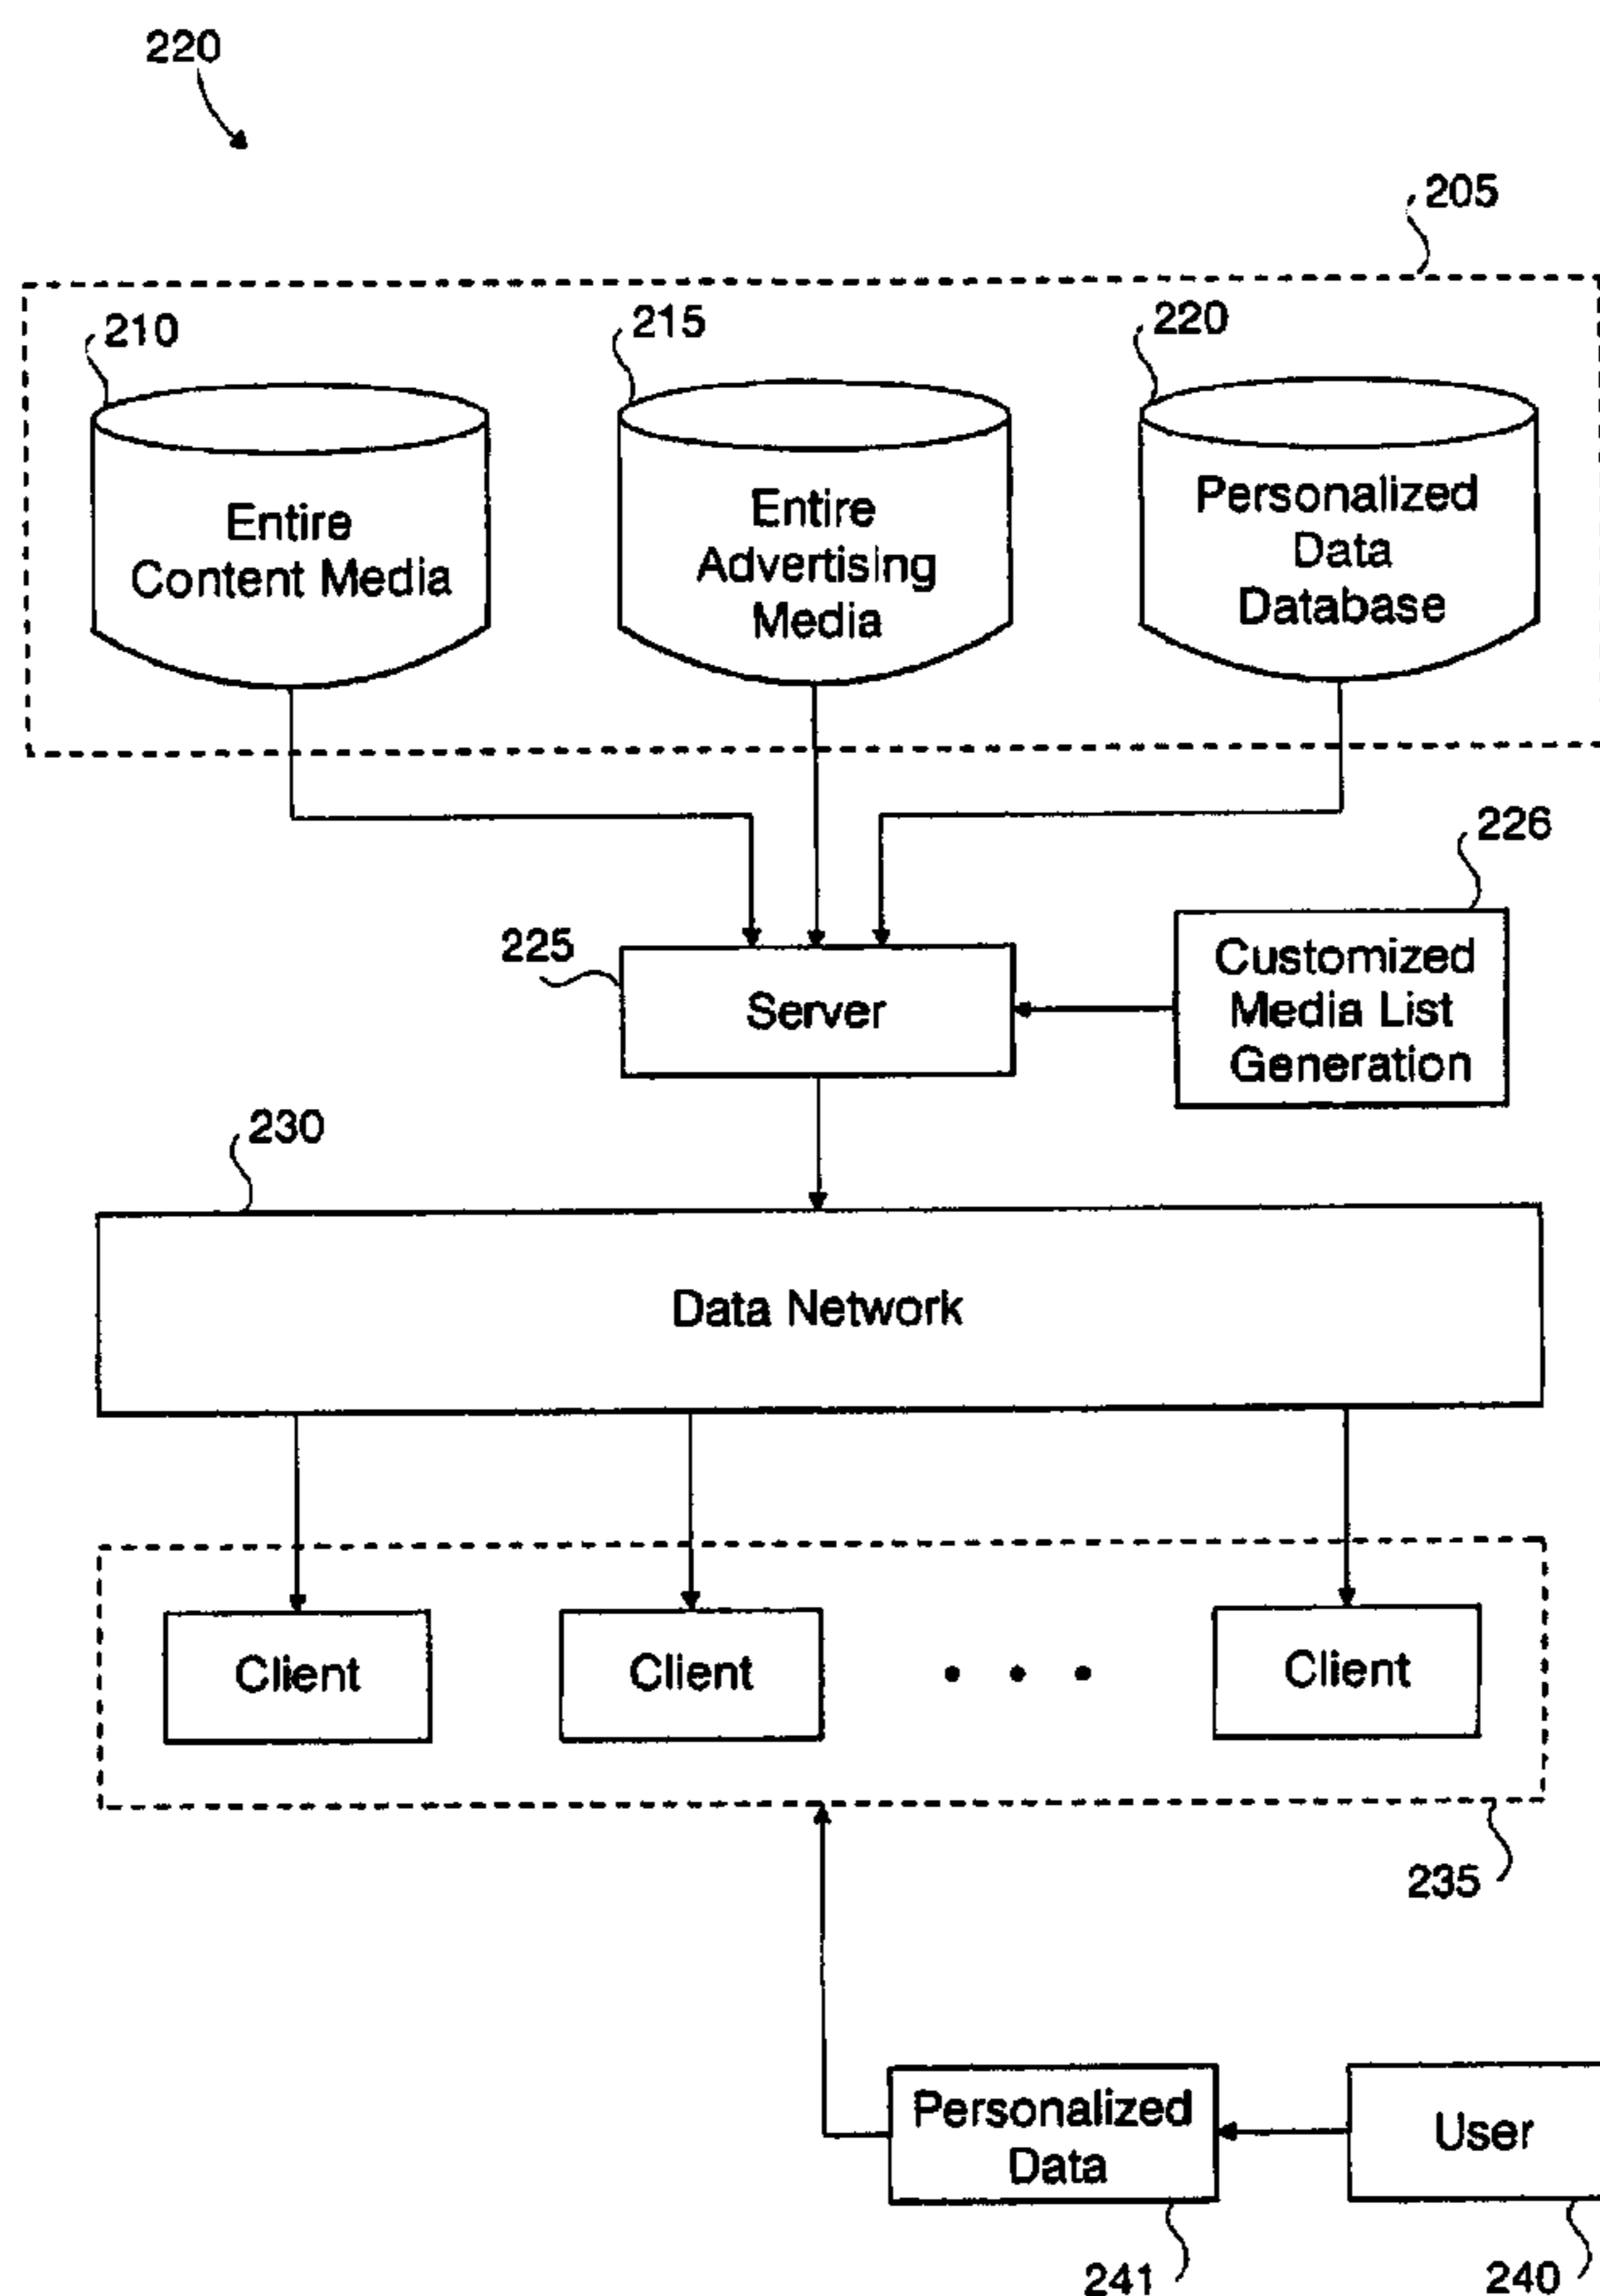 220
205
210
215
220
Entire
Content Media
Entire
Advertising
Media
Personalized
Data
Database
226
225
Server
Customized
Media List
Generation
230
Data Network
Client
Client
Client
235
Personalized
Data
User
241
240